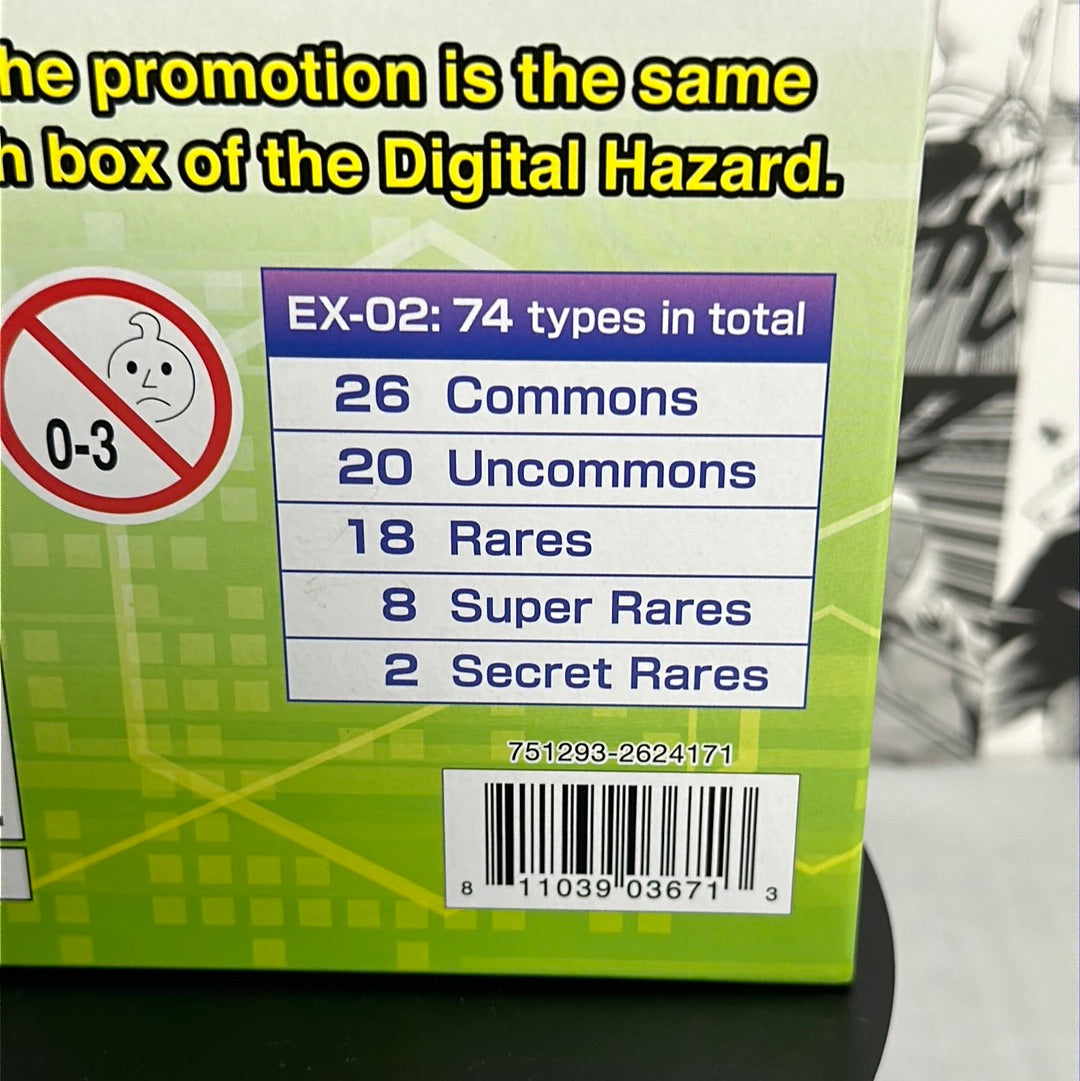 he promotion is the same
h box of the Digital Hazard.
0-3
EX-02: 74 types in total
26 Commons
20 Uncommons
18 Rares
8 Super Rares
2 Secret Rares
751293-2624171
8 11039 03671 3